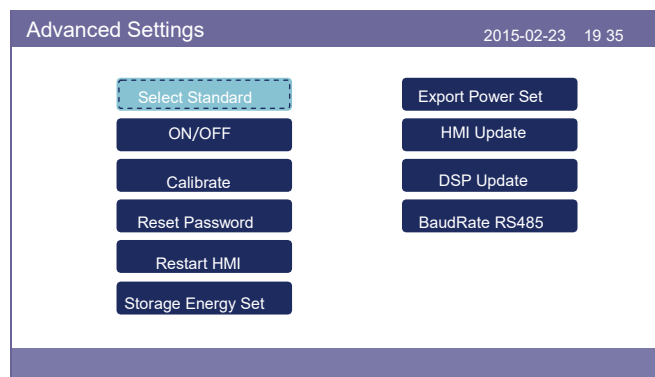 Advanced Settings
2015-02-23 19 35
Select Standard
ON/OFF
Calibrate
Reset Password
Restart HMI
Storage Energy Set
Export Power Set
HMI Update
DSP Update
BaudRate RS485